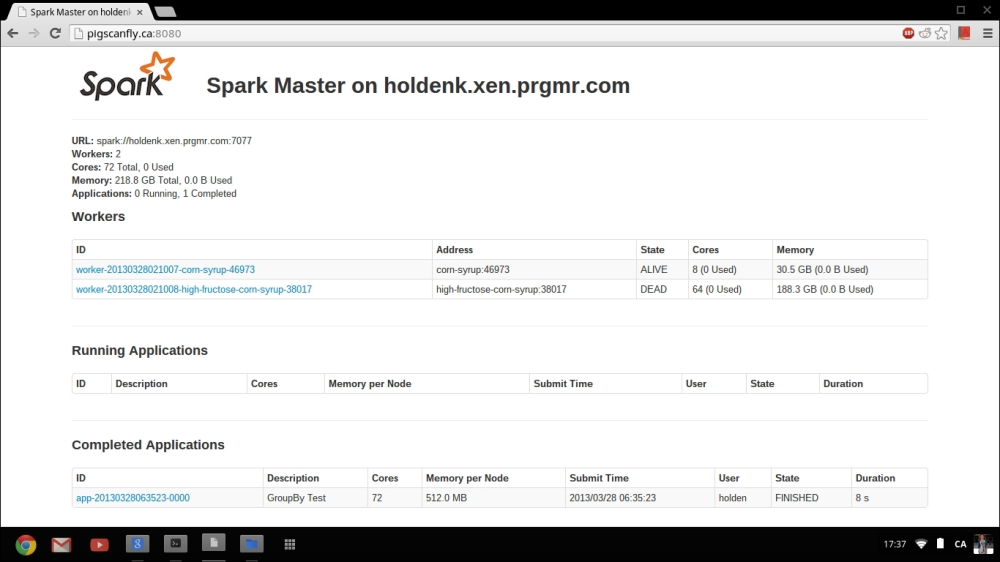 Spark Master on holdenk
pigscanfly.ca:8080
ABP
Spark
Spark Master on holdenk.xen.prgmr.com
URL: spark://holdenk.xen.prgmr.com:7077
Workers: 2
Cores: 72 Total, 0 Used
Memory: 218.8 GB Total, 0.0 B Used
Applications: 0 Running, 1 Completed
Workers
ID Address State Cores Memory
worker-20130328021007-corn-syrup-46973 corn-syrup:46973 ALIVE 8 (0 Used) 30.5 GB (0.0 B Used)
worker-20130328021008-high-fructose-corn-syrup-38017 high-fructose-corn-syrup:38017 DEAD 64 (0 Used) 188.3 GB (0.0 B Used)
Running Applications
ID Description Cores Memory per Node Submit Time User State Duration
Completed Applications
ID Description Cores Memory per Node Submit Time User State Duration
app-20130328063523-0000 GroupBy Test 72 512.0 MB 2013/03/28 06:35:23 holden FINISHED 8 s
17:37 CA